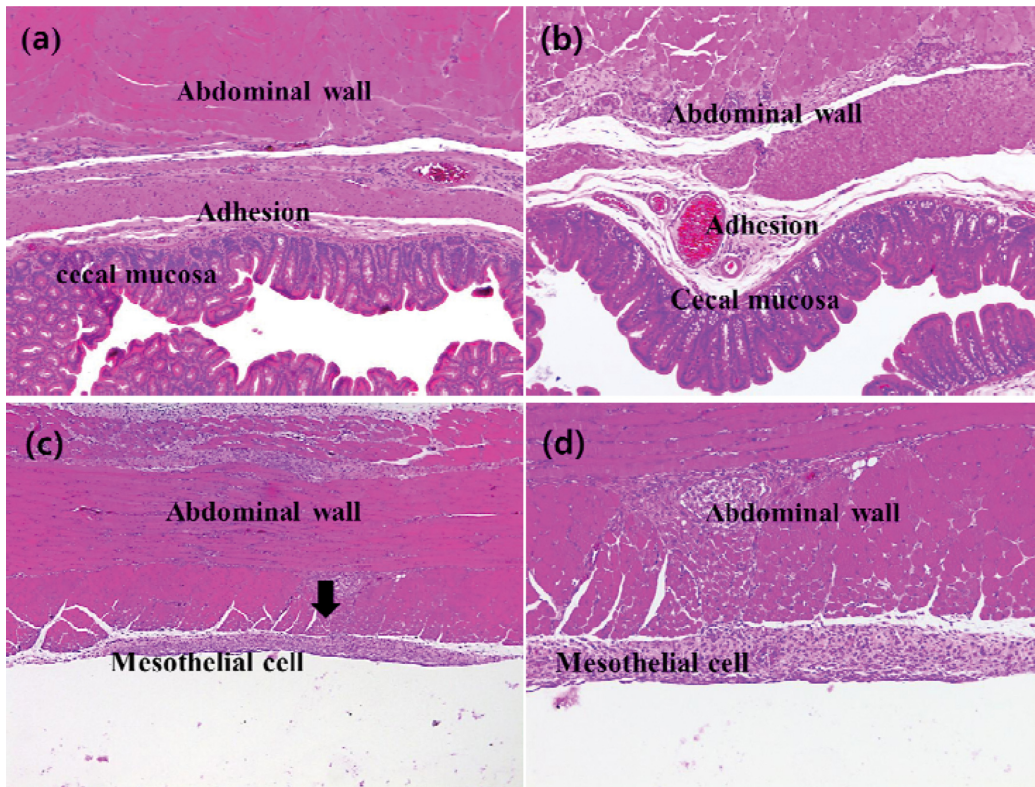 (a)
Abdominal wall
Adhesion
cecal mucosa
(b)
Abdominal wall
Adhesion
Cecal mucosa
(c)
Abdominal wall
Mesothelial cell
(d)
Abdominal wall
Mesothelial cell